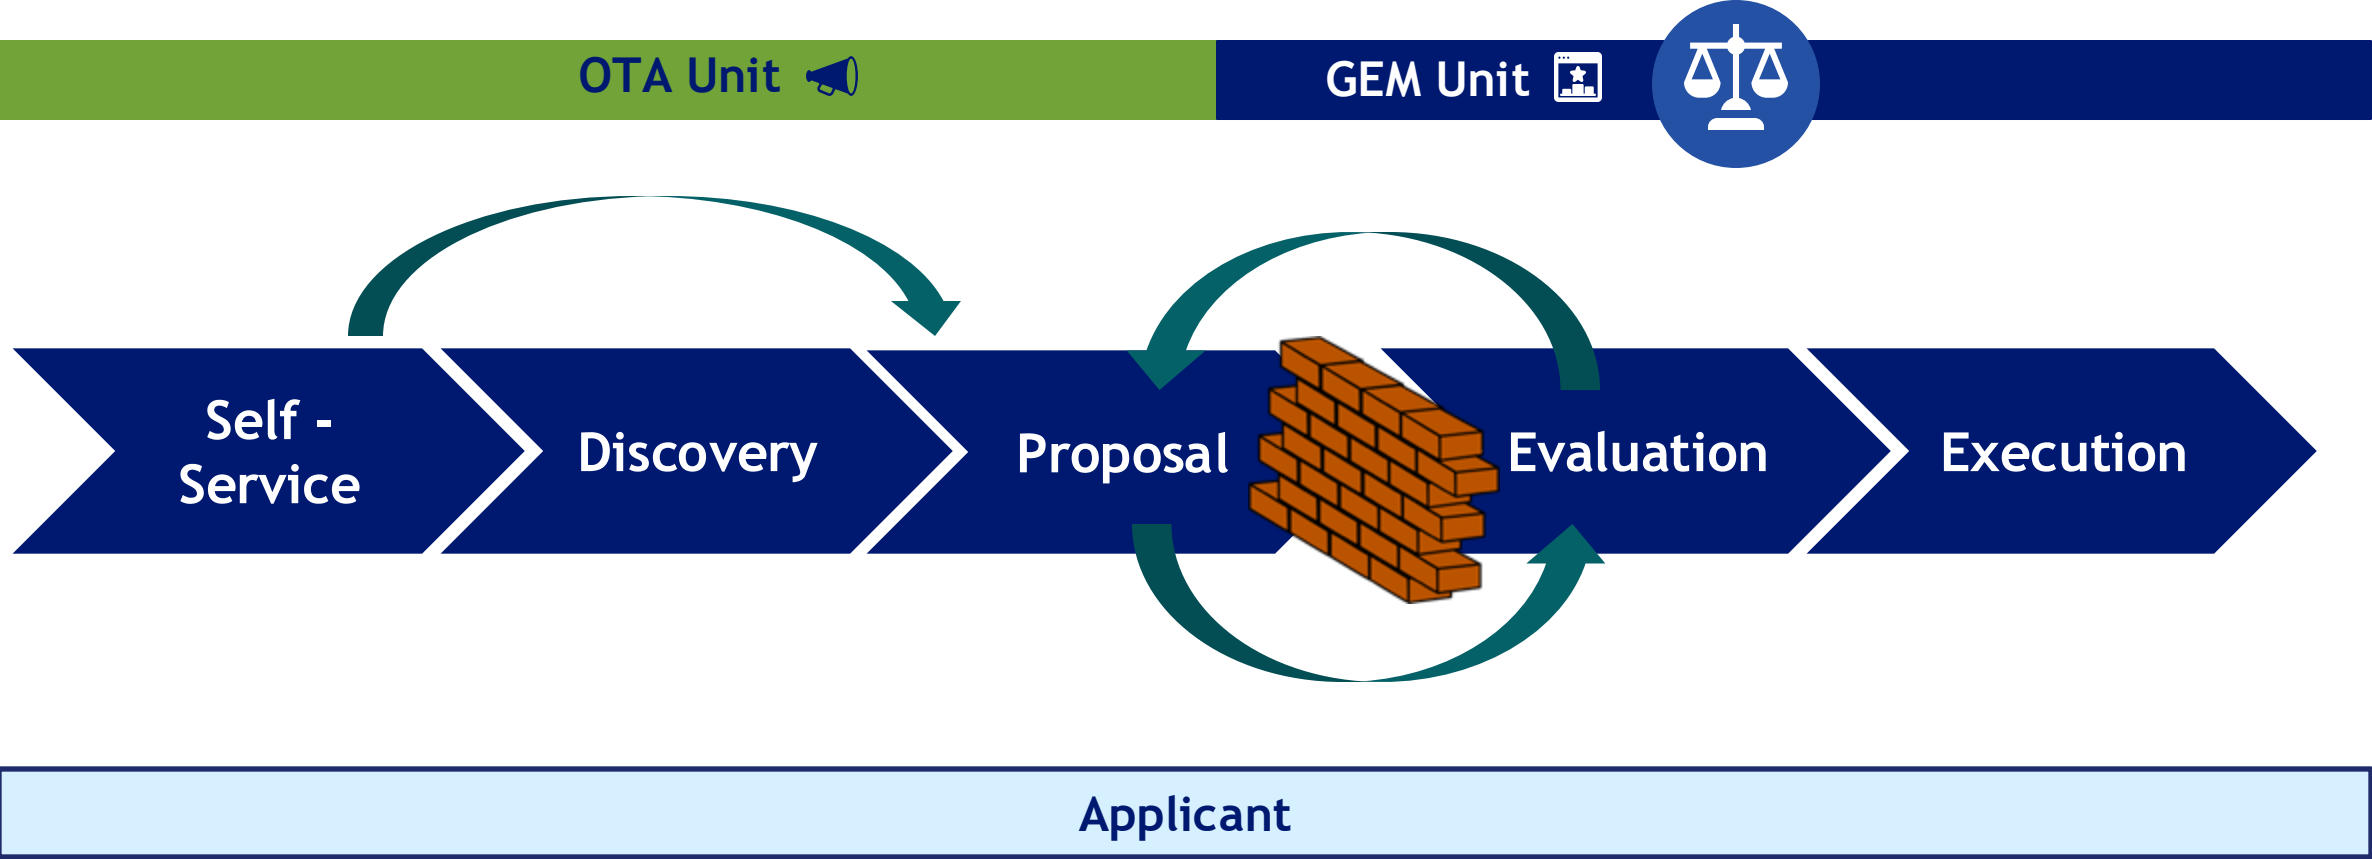 OTA Unit
GEM Unit
Self -
Service
Discovery
Proposal
Evaluation
Execution
Applicant